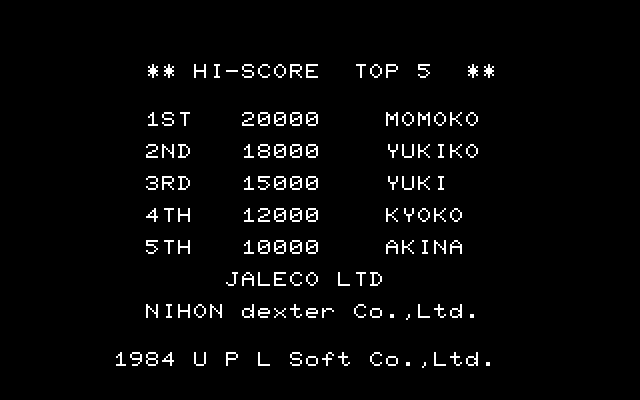 ** HI-SCORE TOP 5 **
1ST 20000 MOMOKO
2ND 18000 YUKIKO
3RD 15000 YUKI
4TH 12000 KYOKO
5TH 10000 AKINA
JALECO LTD
NIHON dexter Co.,Ltd.
1984 U P L Soft Co.,Ltd.